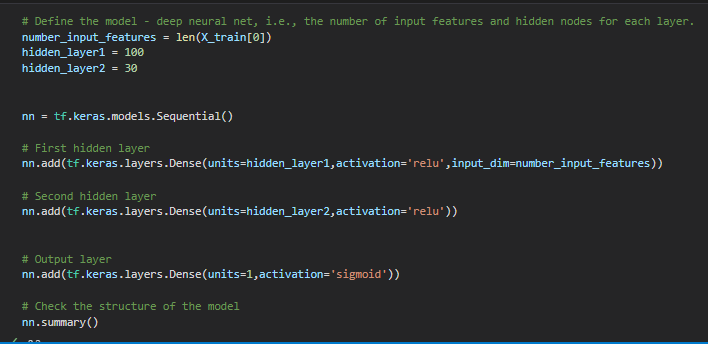 # Define the model - deep neural net, i.e., the number of input features and hidden nodes for each layer.
number_input_features = len(X_train[0])
hidden_layer1 = 100
hidden_layer2 = 30
nn = tf.keras.models.Sequential()
# First hidden layer
nn.add(tf.keras.layers.Dense(units=hidden_layer1,activation='relu',input_dim=number_input_features))
# Second hidden layer
nn.add(tf.keras.layers.Dense(units=hidden_layer2,activation='relu'))
# Output layer
nn.add(tf.keras.layers.Dense(units=1,activation='sigmoid'))
# Check the structure of the model
nn.summary()